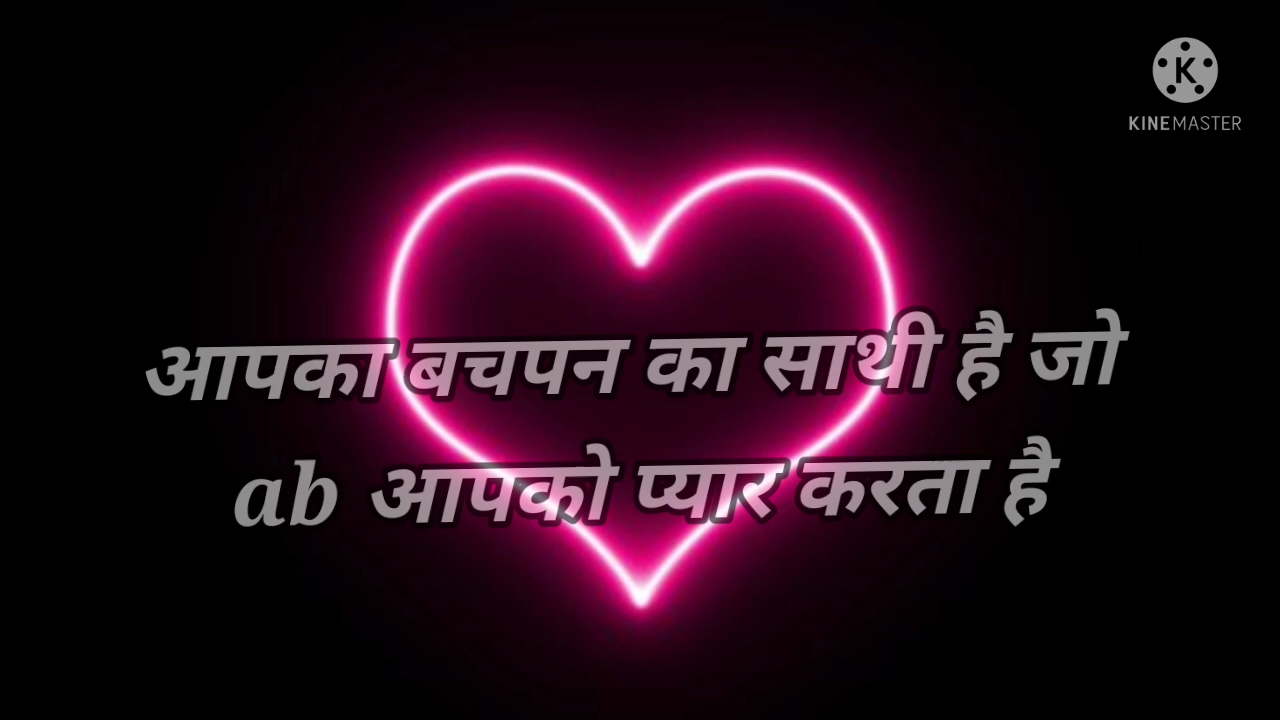 KINEMASTER
आपका बचपन का साथी है जो
ab आपको प्यार करता है